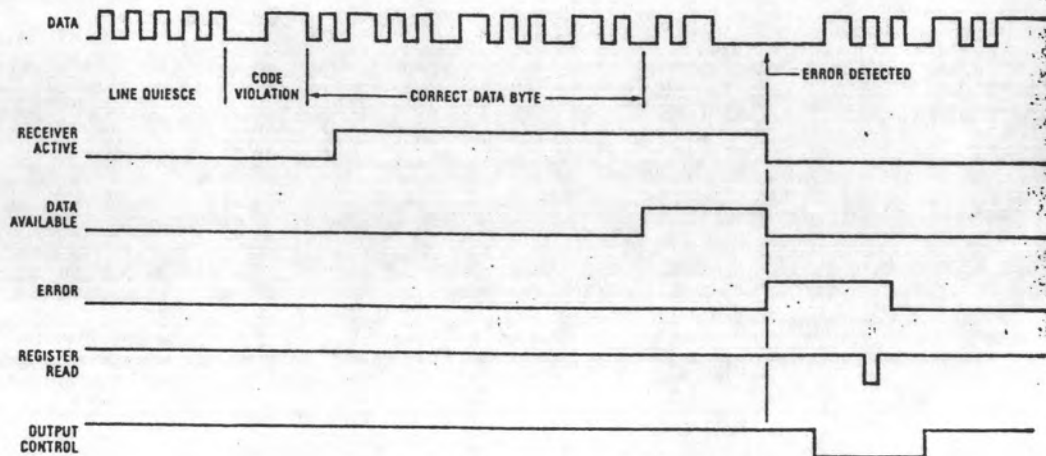 DATA
LINE QUIESCE
CODE
VIOLATION
CORRECT DATA BYTE
ERROR DETECTED
RECEIVER
ACTIVE
DATA
AVAILABLE
ERROR
REGISTER
READ
OUTPUT
CONTROL